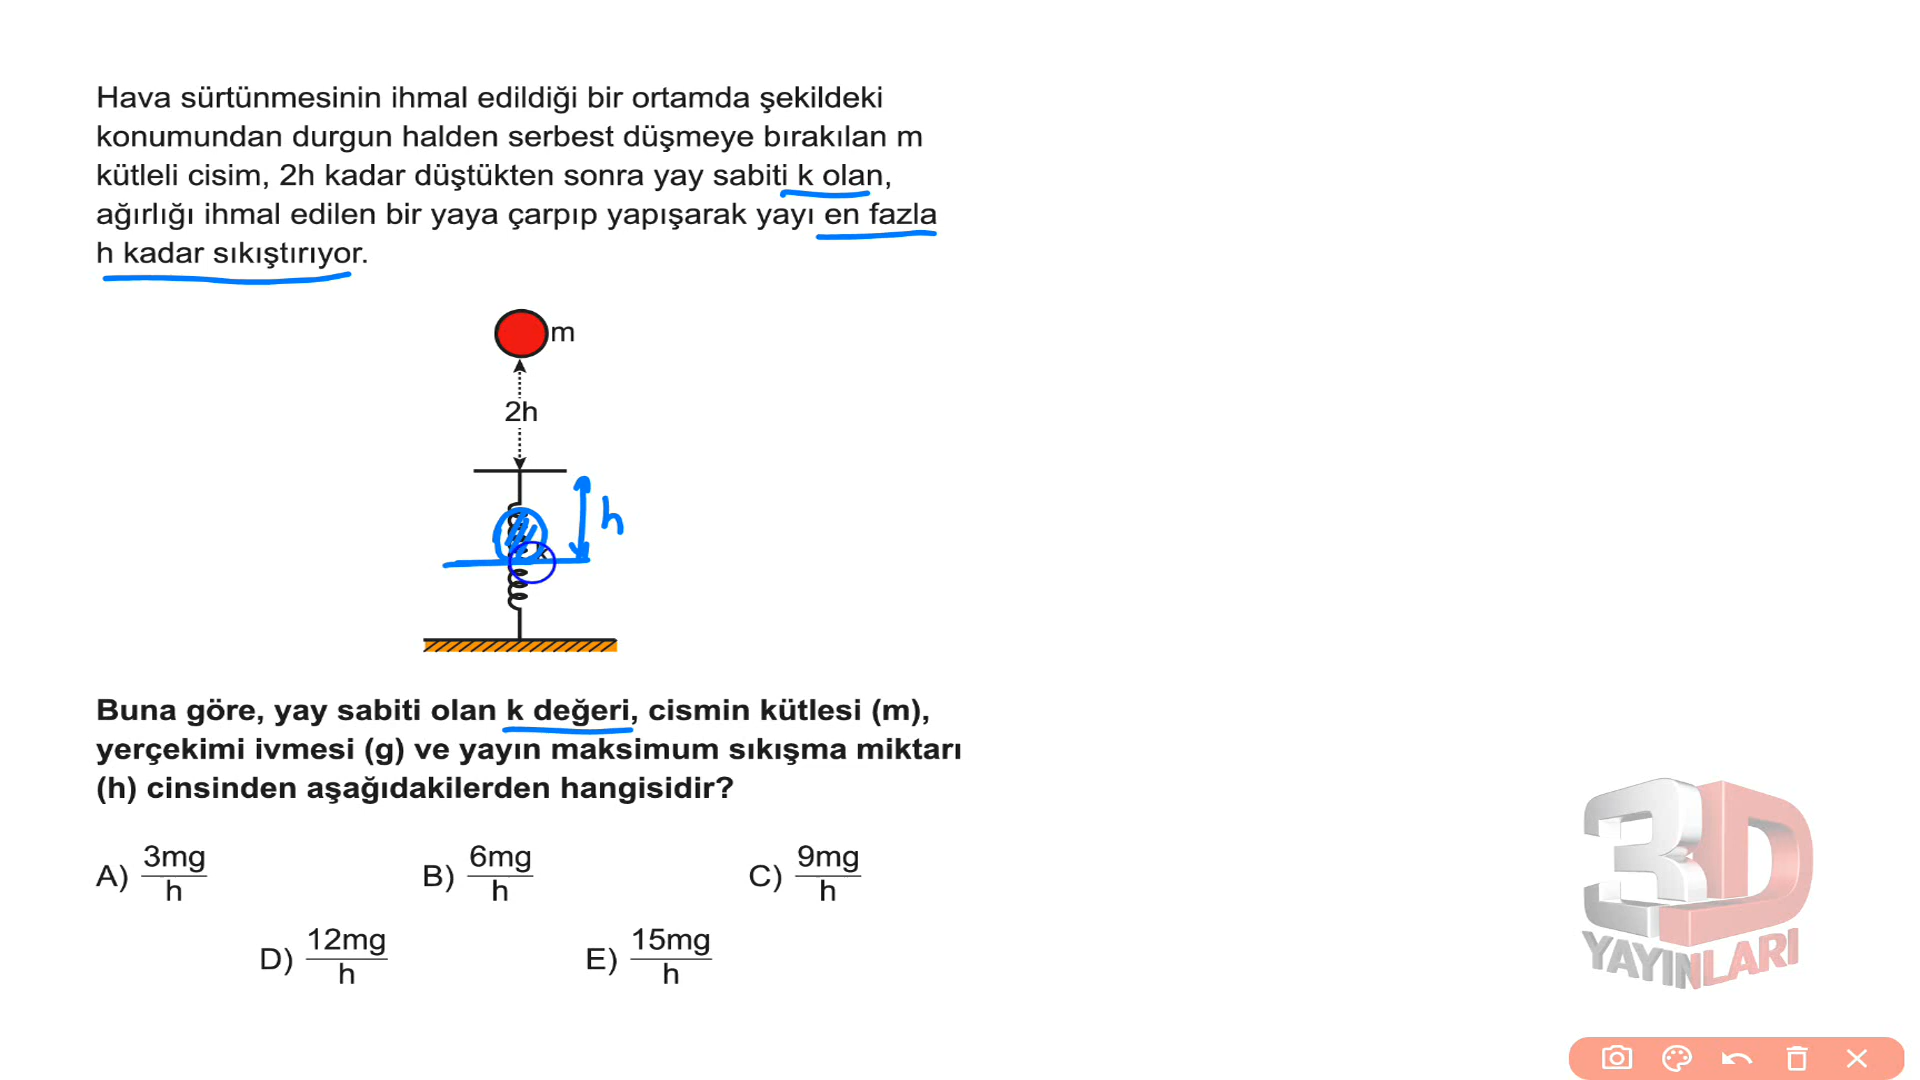 Hava sürtünmesinin ihmal edildiği bir ortamda şekildeki
konumundan durgun halden serbest düşmeye bırakılan m
kütleli cisim, 2h kadar düştükten sonra yay sabiti k olan,
ağırlığı ihmal edilen bir yaya çarpıp yapışarak yayı en fazla
h kadar sıkıştırıyor.
m
2h
h
k
Buna göre, yay sabiti olan k değeri, cismin kütlesi (m),
yerçekimi ivmesi (g) ve yayın maksimum sıkışma miktarı
(h) cinsinden aşağıdakilerden hangisidir?
A) 3mg/h B) 6mg/h C) 9mg/h
D) 12mg/h E) 15mg/h
3D
YAYINLARI